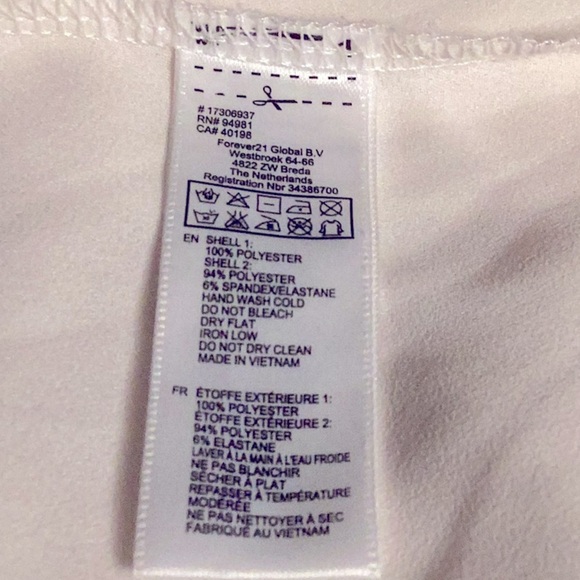 # 17306937
RN# 94981
CA# 40198
Forever21 Global B.V
Westbroek 64-66
4822 ZW Breda
The Netherlands
Registration Nbr 34386700
EN SHELL 1:
100% POLYESTER
SHELL 2:
94% POLYESTER
6% SPANDEX/ELASTANE
HAND WASH COLD
DO NOT BLEACH
DRY FLAT
IRON LOW
DO NOT DRY CLEAN
MADE IN VIETNAM
FR ÉTOFFE EXTÉRIEURE 1:
100% POLYESTER
ÉTOFFE EXTÉRIEURE 2:
94% POLYESTER
6% ELASTANE
LAVER À LA MAIN À L'EAU FROIDE
NE PAS BLANCHIR
SÉCHER À PLAT
REPASSER À TEMPÉRATURE
MODÉRÉE
NE PAS NETTOYER À SEC
FABRIQUÉ AU VIETNAM